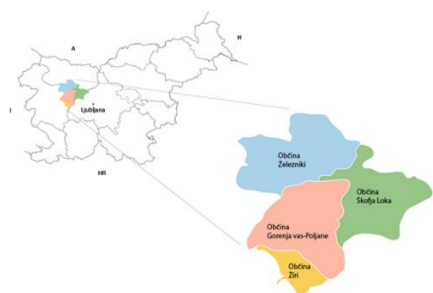 H
A
I
Ljubljana
HR
Občina
Železniki
Občina
Škofja Loka
Občina
Gorenja vas-Poljane
Občina
Žiri